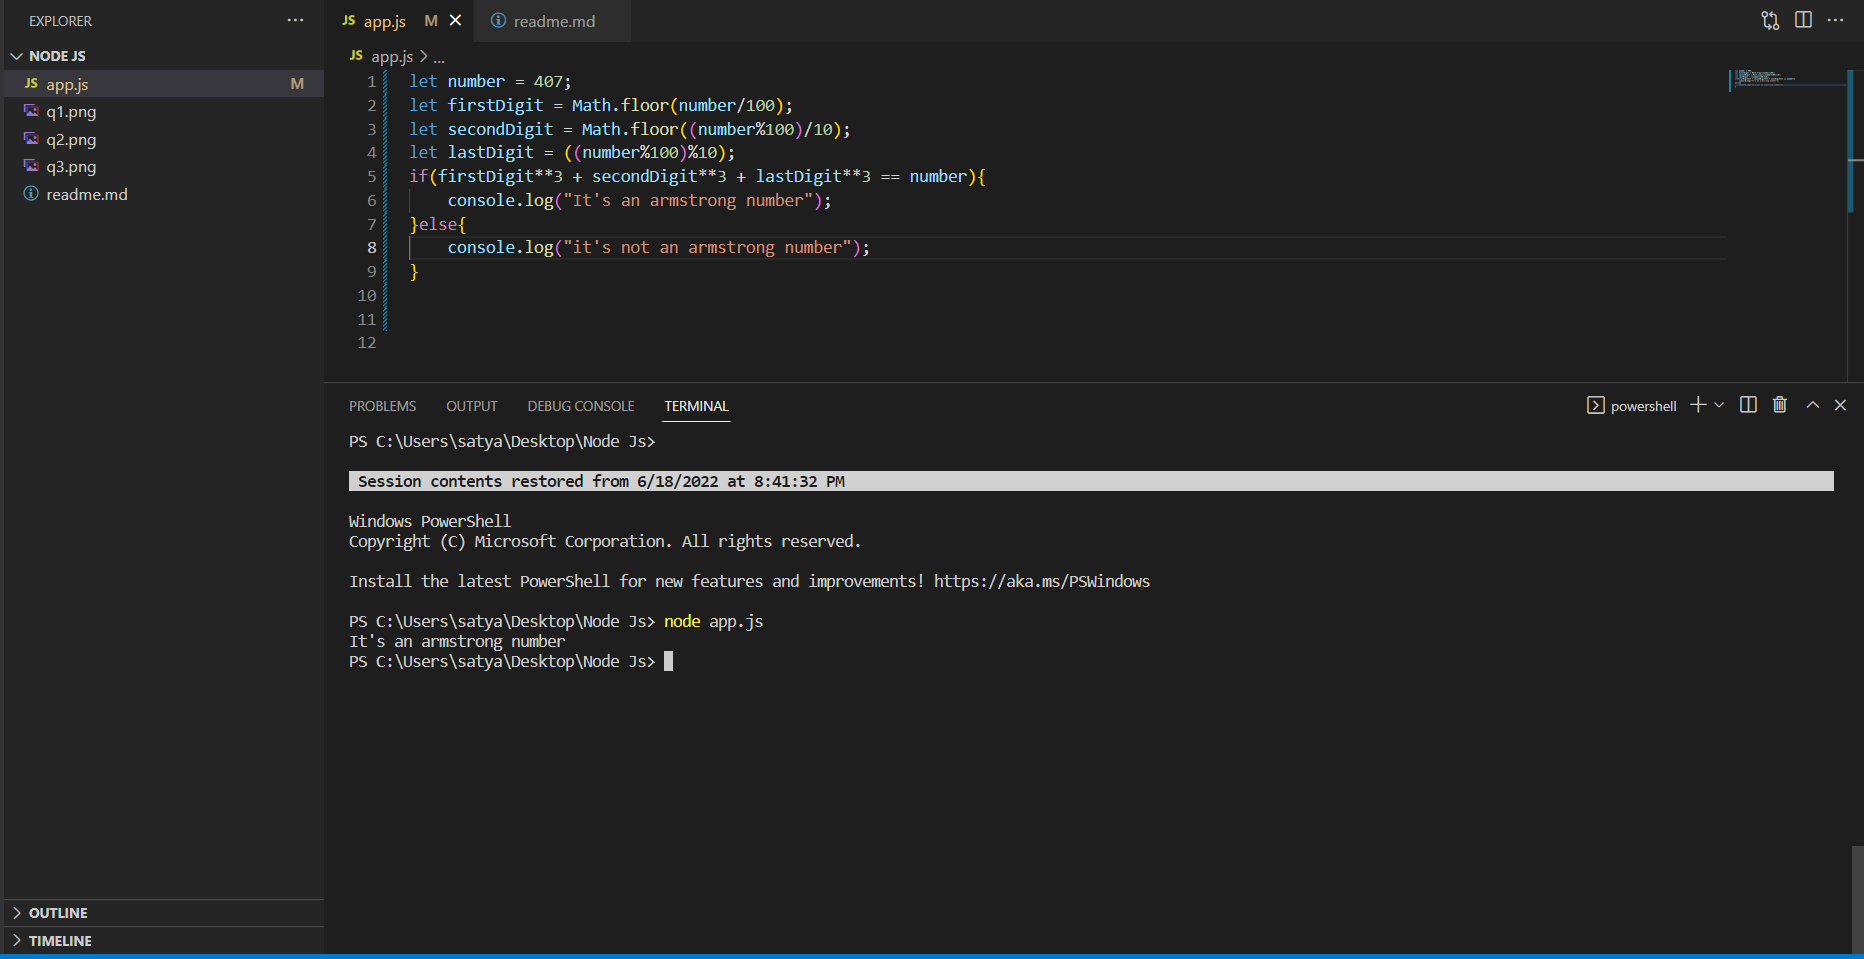 EXPLORER
NODE JS
JS app.js M
q1.png
q2.png
q3.png
readme.md
OUTLINE
TIMELINE
JS app.js M
readme.md
JS app.js > ...
1 let number = 407;
2 let firstDigit = Math.floor(number/100);
3 let secondDigit = Math.floor((number%100)/10);
4 let lastDigit = ((number%100)%10);
5 if(firstDigit**3 + secondDigit**3 + lastDigit**3 == number){
6     console.log("It's an armstrong number");
7 }else{
8     console.log("it's not an armstrong number");
9 }
10
11
12
PROBLEMS OUTPUT DEBUG CONSOLE TERMINAL
powershell
PS C:\Users\satya\Desktop\Node Js>
Session contents restored from 6/18/2022 at 8:41:32 PM
Windows PowerShell
Copyright (C) Microsoft Corporation. All rights reserved.
Install the latest PowerShell for new features and improvements! https://aka.ms/PSWindows
PS C:\Users\satya\Desktop\Node Js> node app.js
It's an armstrong number
PS C:\Users\satya\Desktop\Node Js>